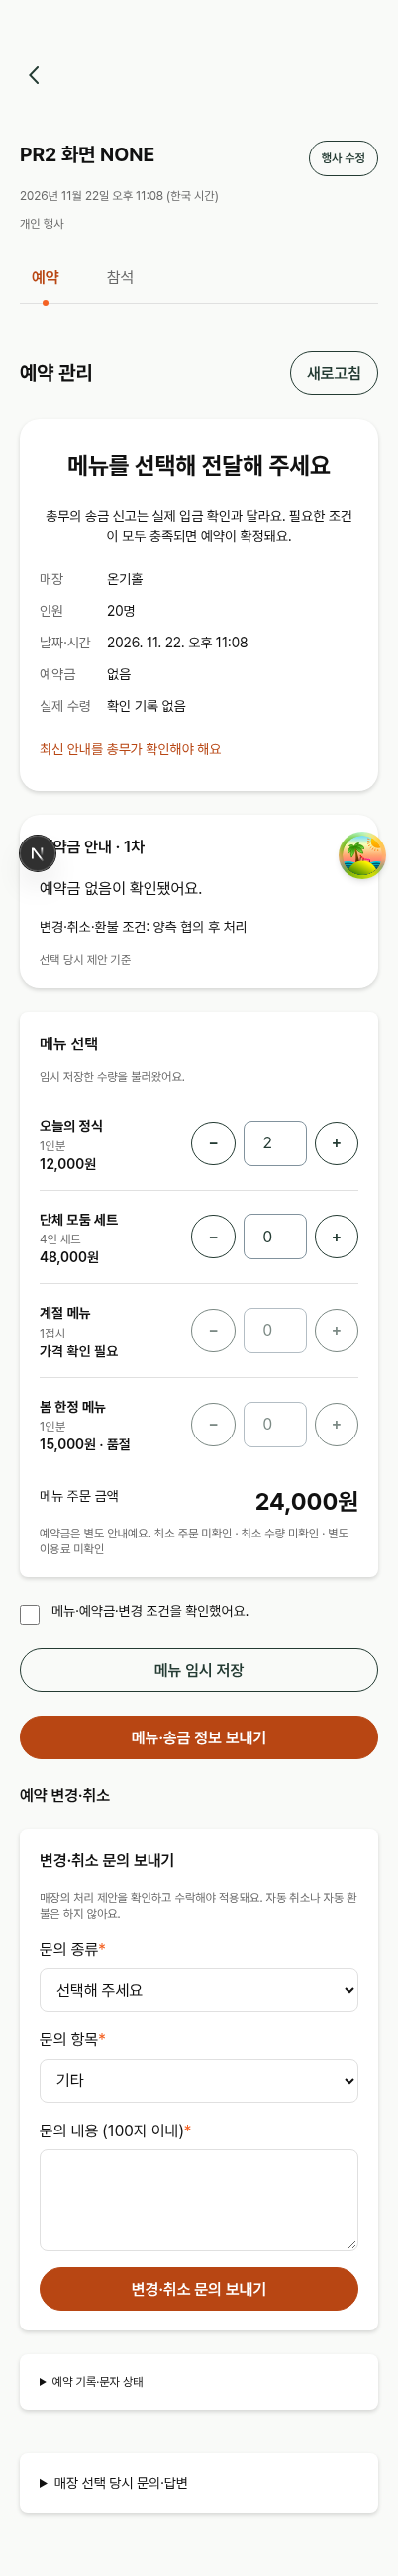 PR2 화면 NONE
행사 수정
2026년 11월 22일 오후 11:08 (한국 시간)
개인 행사
예약
참석
예약 관리
새로고침
메뉴를 선택해 전달해 주세요
총무의 송금 신고는 실제 입금 확인과 달라요. 필요한 조건
이 모두 충족되면 예약이 확정돼요.
매장 온기홀
인원 20명
날짜·시간 2026. 11. 22. 오후 11:08
예약금 없음
실제 수령 확인 기록 없음
최신 안내를 총무가 확인해야 해요
약금 안내 · 1차
N
예약금 없음이 확인됐어요.
변경·취소·환불 조건: 양측 협의 후 처리
선택 당시 제안 기준
메뉴 선택
임시 저장한 수량을 불러왔어요.
오늘의 정식
1인분
12,000원
− 2 +
단체 모둠 세트
4인 세트
48,000원
− 0 +
계절 메뉴
1접시
가격 확인 필요
− 0 +
봄 한정 메뉴
1인분
15,000원 · 품절
− 0 +
메뉴 주문 금액
24,000원
예약금은 별도 안내예요. 최소 주문 미확인 · 최소 수량 미확인 · 별도
이용료 미확인
메뉴·예약금·변경 조건을 확인했어요.
메뉴 임시 저장
메뉴·송금 정보 보내기
예약 변경·취소
변경·취소 문의 보내기
매장의 처리 제안을 확인하고 수락해야 적용돼요. 자동 취소나 자동 환
불은 하지 않아요.
문의 종류*
선택해 주세요
문의 항목*
기타
문의 내용 (100자 이내)*
변경·취소 문의 보내기
예약 기록·문자 상태
매장 선택 당시 문의·답변